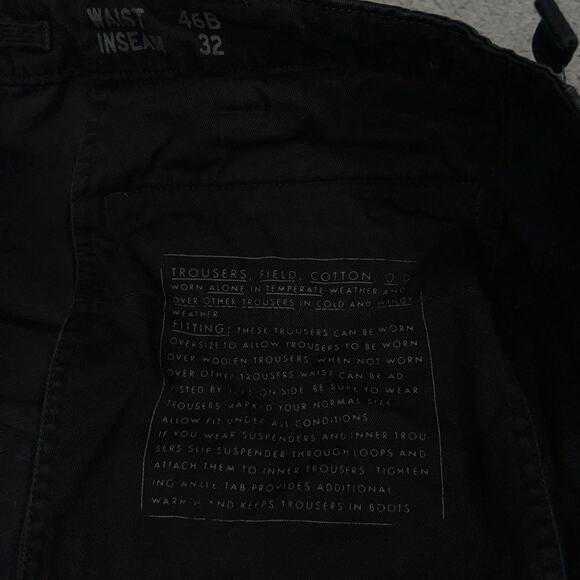 WAIST 46B
INSEAM 32
TROUSERS, FIELD, COTTON, O.D.
WORN ALONE IN TEMPERATE WEATHER AND
OVER OTHER TROUSERS IN COLD AND WINDY
WEATHER
FITTING: THESE TROUSERS CAN BE WORN
OVERSIZE TO ALLOW TROUSERS TO BE WORN
OVER WOOLEN TROUSERS, WHEN NOT WORN
OVER OTHER TROUSERS WAIST CAN BE AD
ON SIDE. BE SURE TO WEAR
TROUSERS MARKED YOUR NORMAL SIZE
ALLOW FIT UNDER ALL CONDITIONS
IF YOU WEAR SUSPENDERS AND INNER TROU-
SERS SLIP SUSPENDER THROUGH LOOPS AND
ATTACH THEM TO INNER TROUSERS. TIGHTEN
ING ANKLE TAB PROVIDES ADDITIONAL
AND KEEPS TROUSERS IN BOOTS